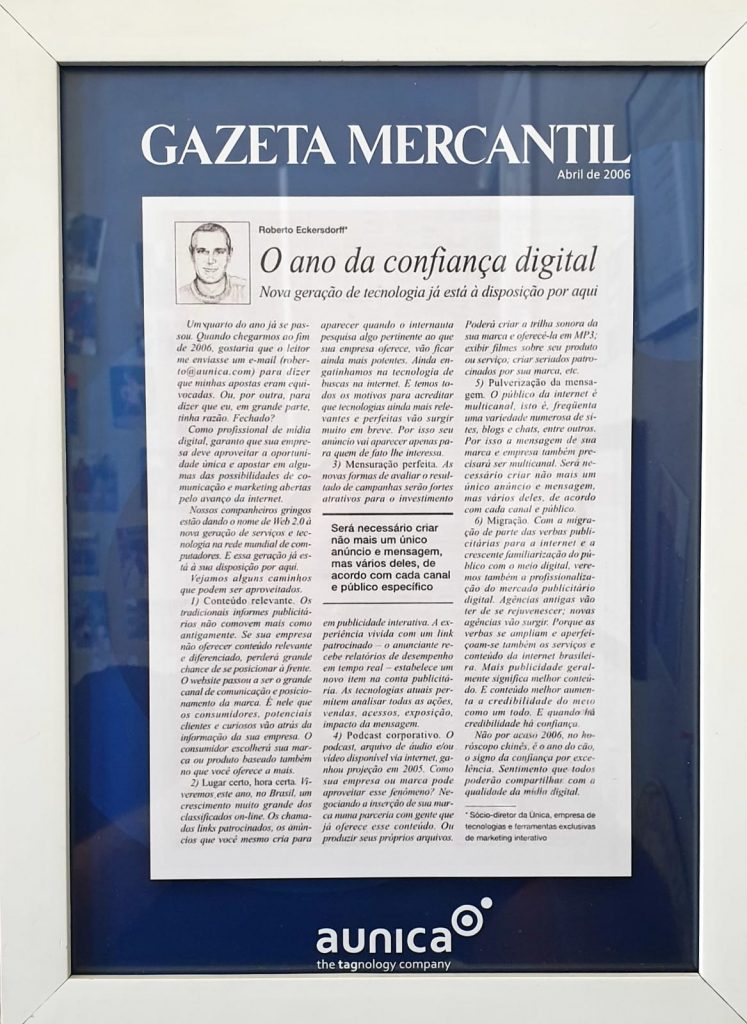 GAZETA MERCANTIL
Abril de 2006
Roberto Eckersdorff*
O ano da confiança digital
Nova geração de tecnologia já está à disposição por aqui
Um quarto do ano já se pas-
sou. Quando chegarmos ao fim
de 2006, gostaria que o leitor
me enviasse um e-mail (rober-
to@aunica.com) para dizer
que minhas apostas eram equi-
vocadas. Ou, por outra, para
dizer que eu, em grande parte,
tinha razão. Fechado?
Como profissional de mídia
digital, garanto que sua empre-
sa deve aproveitar a oportuni-
dade única e apostar em algu-
mas das possibilidades de co-
municação e marketing abertas
pelo avanço da internet.
Nossos companheiros gringos
estão dando o nome de Web 2.0 à
nova geração de serviços e tec-
nologia na rede mundial de com-
putadores. E essa geração já es-
tá à sua disposição por aqui.
Vejamos alguns caminhos
que podem ser aproveitados.
1) Conteúdo relevante. Os
tradicionais informes publicitá-
rios não comovem mais como
antigamente. Se sua empresa
não oferecer conteúdo relevante
e diferenciado, perderá grande
chance de se posicionar à frente.
O website passou a ser o grande
canal de comunicação e posicio-
namento da marca. É nele que
os consumidores, potenciais
clientes e curiosos vão atrás da
informação da sua empresa. O
consumidor escolherá sua mar-
ca ou produto baseado também
no que você oferece a mais.
2) Lugar certo, hora certa. Vi-
veremos este ano, no Brasil, um
crescimento muito grande dos
classificados on-line. Os chama-
dos links patrocinados, os anún-
cios que você mesmo cria para
aparecer quando o internauta
pesquisa algo pertinente ao que
sua empresa oferece, vão ficar
ainda mais potentes. Ainda en-
gatinhamos na tecnologia de
buscas na internet. E temos to-
dos os motivos para acreditar
que tecnologias ainda mais rele-
vantes e perfeitas vão surgir
muito em breve. Por isso seu
anúncio vai aparecer apenas pa-
ra quem de fato lhe interessa.
3) Mensuração perfeita. As
novas formas de avaliar o resul-
tado de campanhas serão fortes
atrativos para o investimento
Será necessário criar
não mais um único
anúncio e mensagem,
mas vários deles, de
acordo com cada canal
e público específico
em publicidade interativa. A ex-
periência vivida com um link
patrocinado – o anunciante re-
cebe relatórios de desempenho
em tempo real – estabelece um
novo item na conta publicitá-
ria. As tecnologias atuais per-
mitem analisar todas as ações,
vendas, acessos, exposição,
impacto da mensagem.
4) Podcast corporativo. O
podcast, arquivo de áudio e/ou
vídeo disponível via internet, ga-
nhou projeção em 2005. Como
sua empresa ou marca pode
aproveitar esse fenômeno? Ne-
gociando a inserção de sua mar-
ca numa parceria com gente que
já oferece esse conteúdo. Ou
produzir seus próprios arquivos.
Poderá criar a trilha sonora da
sua marca e oferecê-la em MP3;
exibir filmes sobre seu produto
ou serviço, criar seriados patro-
cinados por sua marca, etc.
5) Pulverização da mensa-
gem. O público da internet é
multicanal, isto é, freqüenta
uma variedade numerosa de si-
tes, blogs e chats, entre outros.
Por isso a mensagem de sua
marca e empresa também pre-
cisará ser multicanal. Será ne-
cessário criar não mais um
único anúncio e mensagem,
mas vários deles, de acordo
com cada canal e público.
6) Migração. Com a migra-
ção de parte das verbas publi-
citárias para a internet e a
crescente familiarização do pú-
blico com o meio digital, vere-
mos também a profissionaliza-
ção do mercado publicitário
digital. Agências antigas vão
ter de se rejuvenescer; novas
agências vão surgir. Porque as
verbas se ampliam e aperfei-
çoam-se também os serviços e
conteúdo da internet brasilei-
ra. Mais publicidade geral-
mente significa melhor conteú-
do. E conteúdo melhor aumen-
ta a credibilidade do meio
como um todo. E quando há
credibilidade há confiança.
Não por acaso 2006, no ho-
róscopo chinês, é o ano do cão,
o signo da confiança por exce-
lência. Sentimento que todos
poderão compartilhar com a
qualidade da mídia digital.
* Sócio-diretor da Única, empresa de
tecnologias e ferramentas exclusivas
de marketing interativo
aunica
the tagnology company